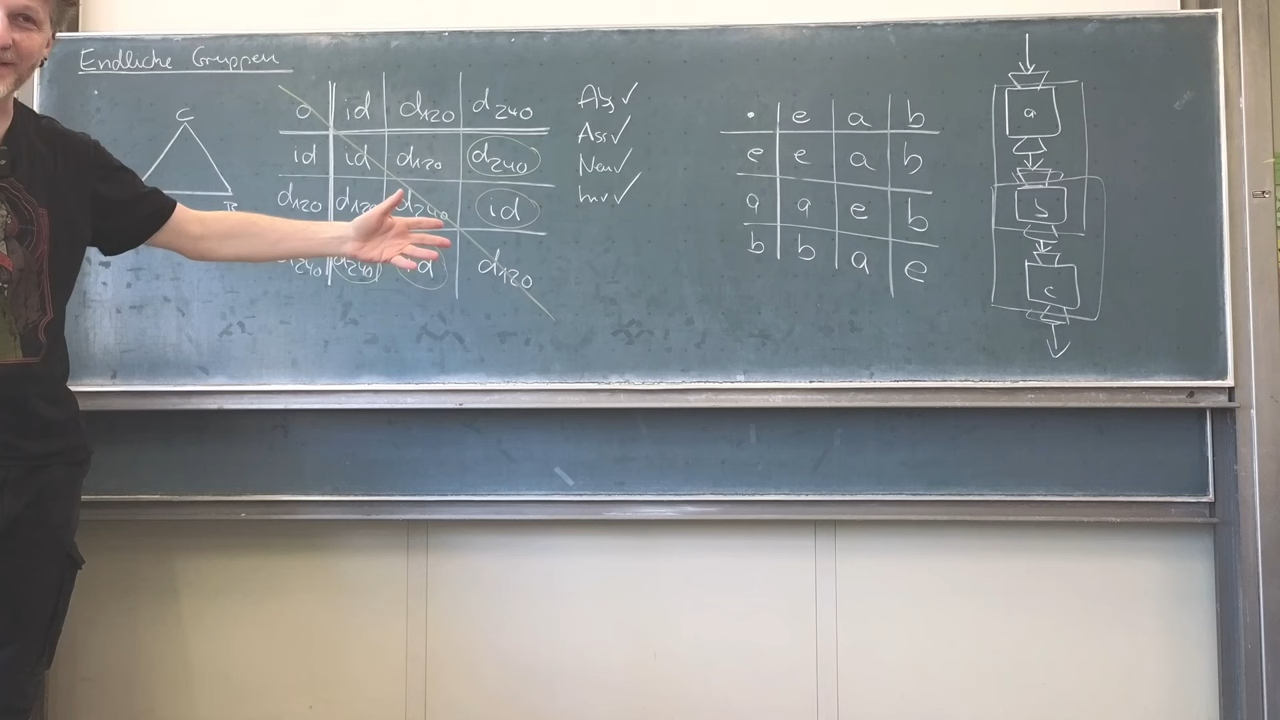 Endliche Gruppen
C
B
∘ id d₁₂₀ d₂₄₀
id id d₁₂₀ d₂₄₀
d₁₂₀ d₁₂₀ d₂₄₀ id
d₂₄₀ d₂₄₀ id d₁₂₀
Abg ✓
Ass ✓
Neu ✓
Inv ✓
• e a b
e e a b
a a e b
b b a e
a
b
c